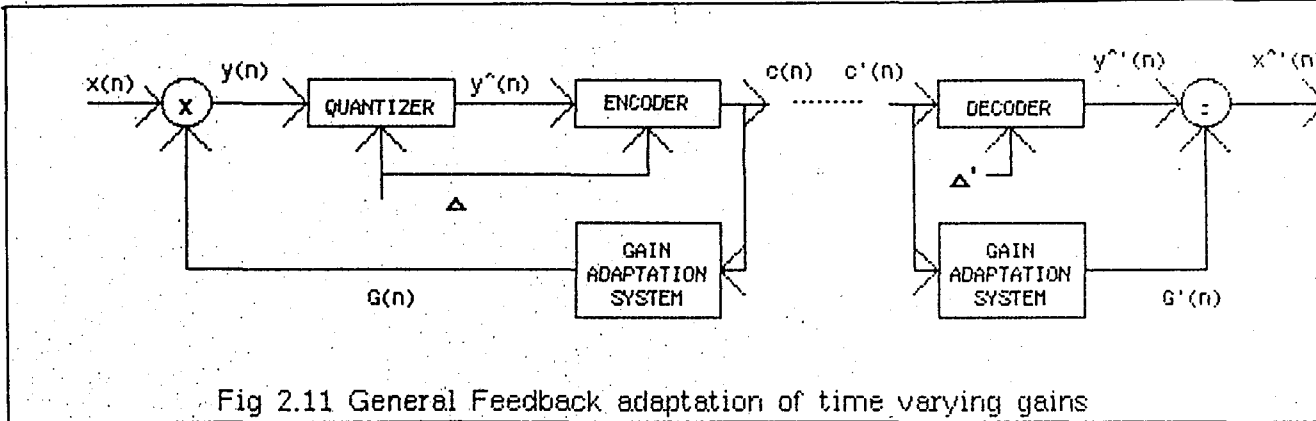 x(n)
y(n)
y^(n)
c(n)
c'(n)
y^'(n)
x^'(n)
X
QUANTIZER
ENCODER
DECODER
:
Δ
Δ'
GAIN
ADAPTATION
SYSTEM
GAIN
ADAPTATION
SYSTEM
G(n)
G'(n)
Fig 2.11 General Feedback adaptation of time varying gains